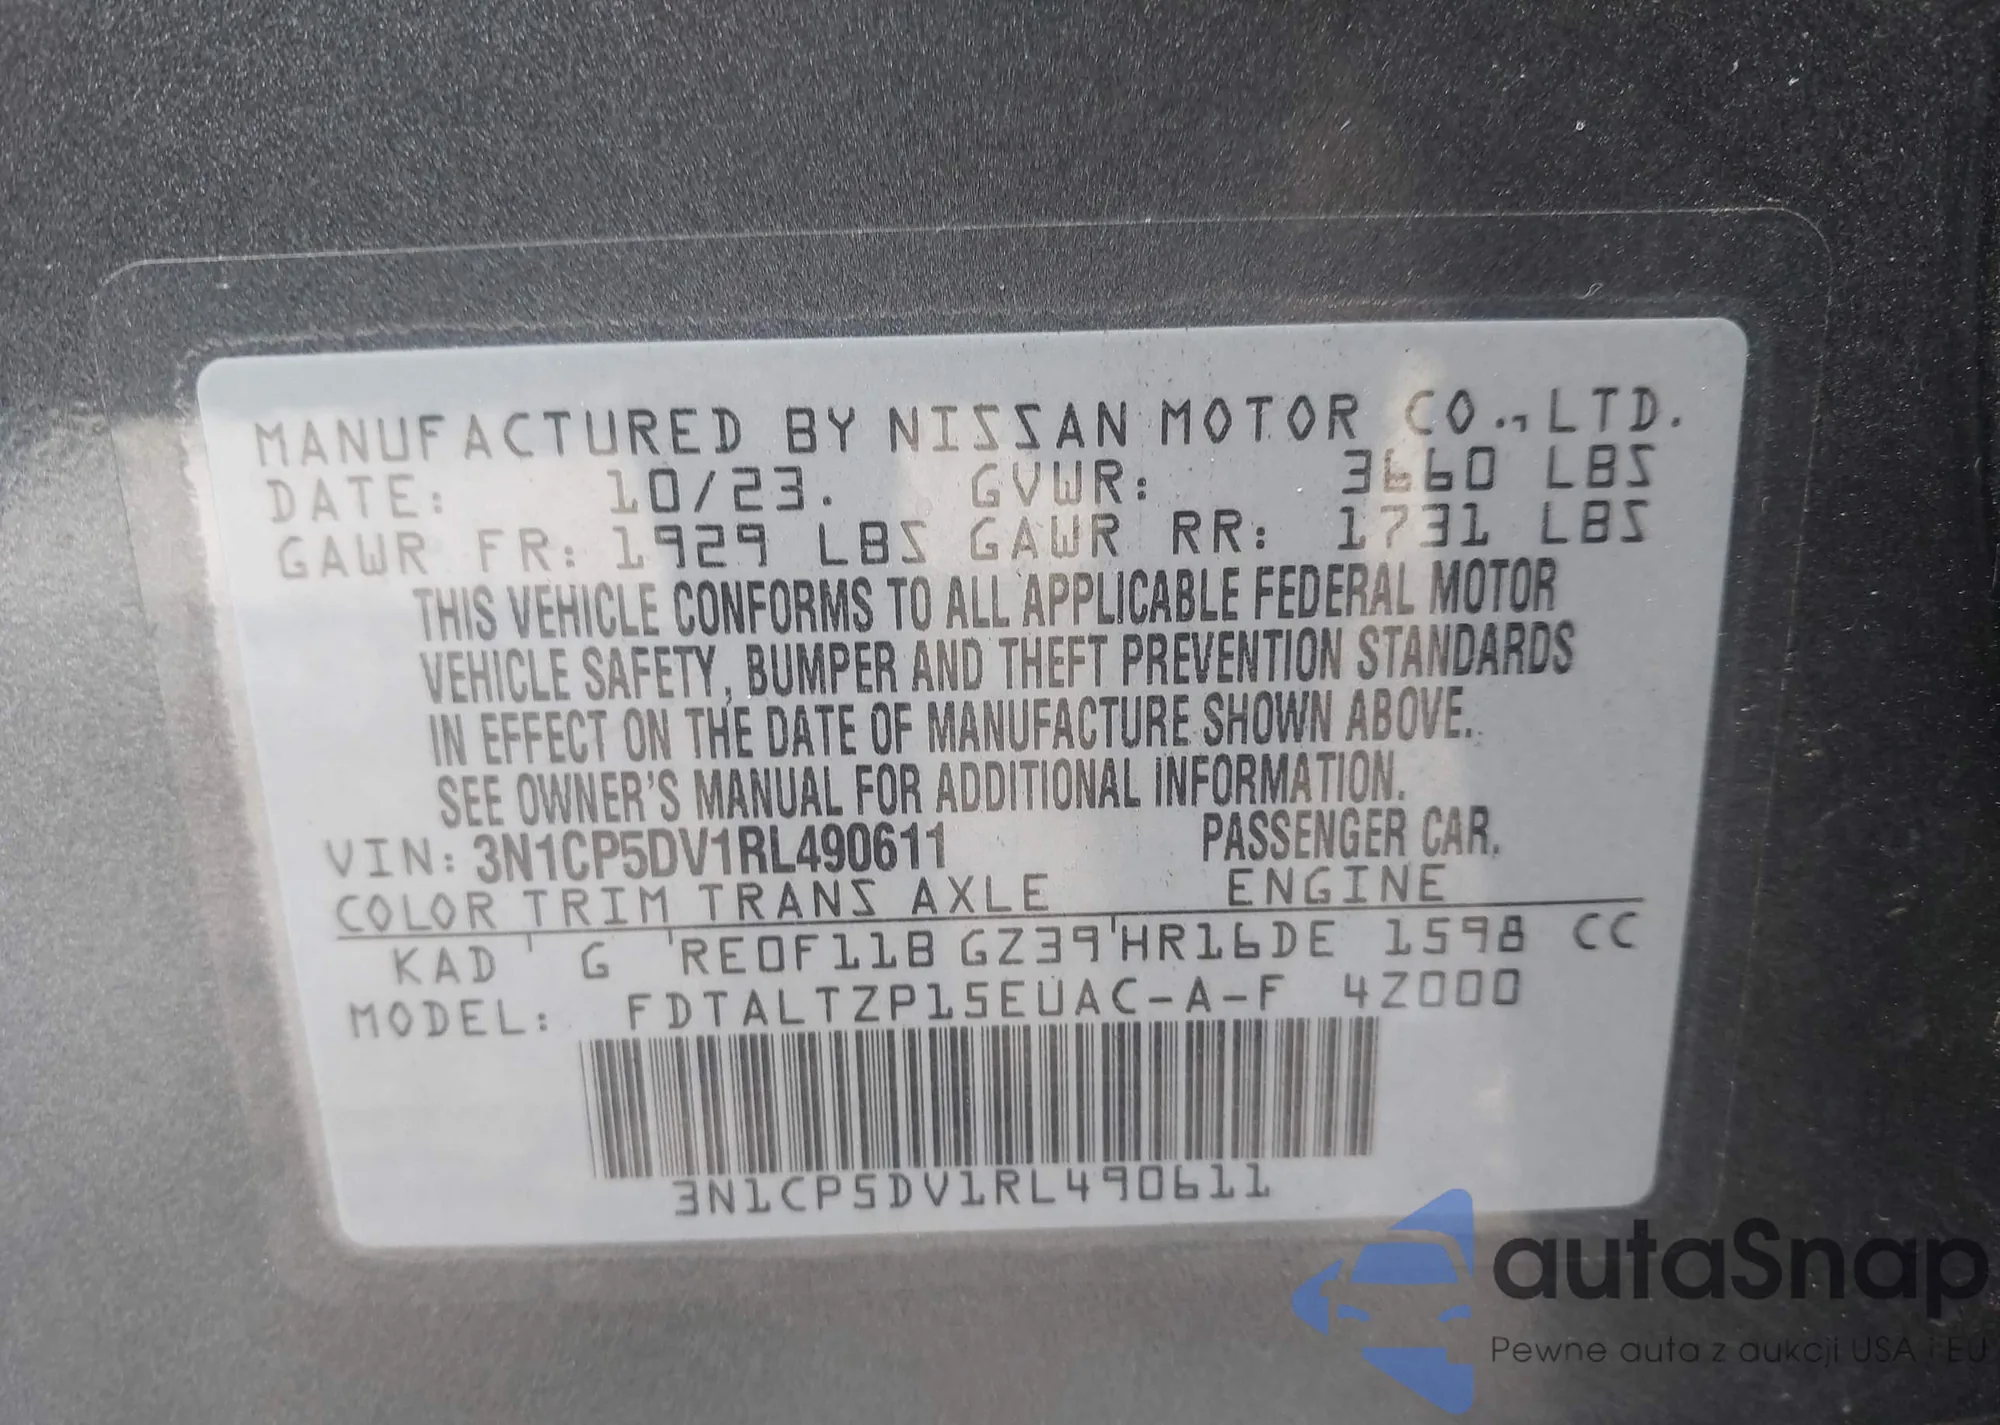 MANUFACTURED BY NISSAN MOTOR CO., LTD.
DATE: 10/23. GVWR: 3660 LBS
GAWR FR: 1929 LBS GAWR RR: 1731 LBS
THIS VEHICLE CONFORMS TO ALL APPLICABLE FEDERAL MOTOR
VEHICLE SAFETY, BUMPER AND THEFT PREVENTION STANDARDS
IN EFFECT ON THE DATE OF MANUFACTURE SHOWN ABOVE.
SEE OWNER'S MANUAL FOR ADDITIONAL INFORMATION.
VIN: 3N1CP5DV1RL490611 PASSENGER CAR.
COLOR TRIM TRANS AXLE ENGINE
KAD ' G 'RE0F11B GZ39'HR16DE 1598 CC
MODEL: FDTALTZP15EUAC-A-F 4Z000
3N1CP5DV1RL490611
autaSnap
Pewne auta z aukcji USA i EU